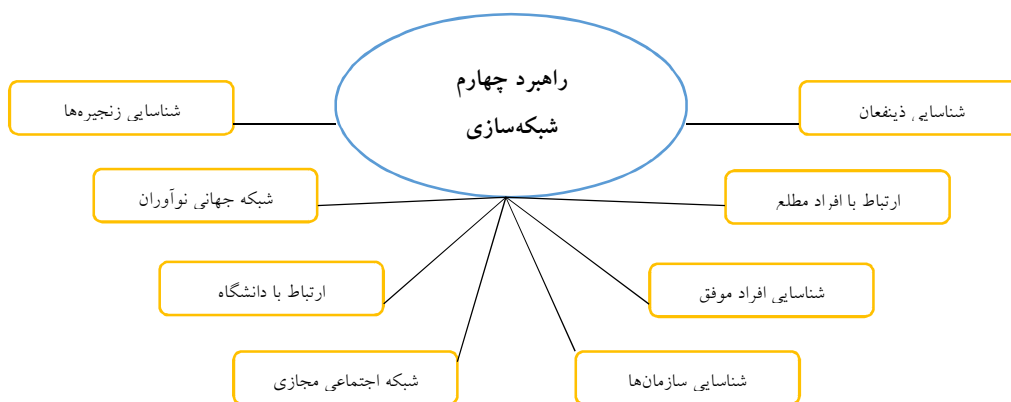 راهبرد چهارم
شبکه‌سازی
شناسایی ذینفعان
شناسایی زنجیره‌ها
ارتباط با افراد مطلع
شبکه جهانی نوآوران
شناسایی افراد موفق
ارتباط با دانشگاه
شناسایی سازمان‌ها
شبکه اجتماعی مجازی